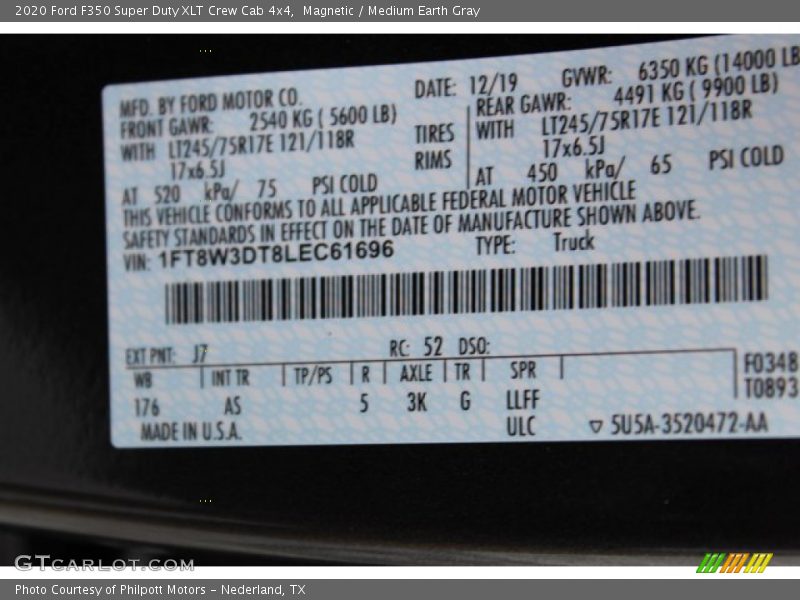 2020 Ford F350 Super Duty XLT Crew Cab 4x4,  Magnetic / Medium Earth Gray
MFD. BY FORD MOTOR CO. DATE: 12/19 GVWR: 6350 KG (14000 LB
FRONT GAWR: 2540 KG ( 5600 LB) REAR GAWR: 4491 KG ( 9900 LB)
WITH LT245/75R17E 121/118R TIRES WITH LT245/75R17E 121/118R
17x6.5J RIMS 17x6.5J
AT 520 kPa/ 75 PSI COLD AT 450 kPa/ 65 PSI COLD
THIS VEHICLE CONFORMS TO ALL APPLICABLE FEDERAL MOTOR VEHICLE
SAFETY STANDARDS IN EFFECT ON THE DATE OF MANUFACTURE SHOWN ABOVE.
VIN: 1FT8W3DT8LEC61696 TYPE: Truck
EXT PNT: J7 RC: 52 DSO:
WB INT TR TP/PS R AXLE TR SPR F0348
176 AS 5 3K G LLFF T0893
MADE IN U.S.A. ULC ▽ 5U5A-3520472-AA
GTCARLOT.COM
Photo Courtesy of Philpott Motors - Nederland, TX